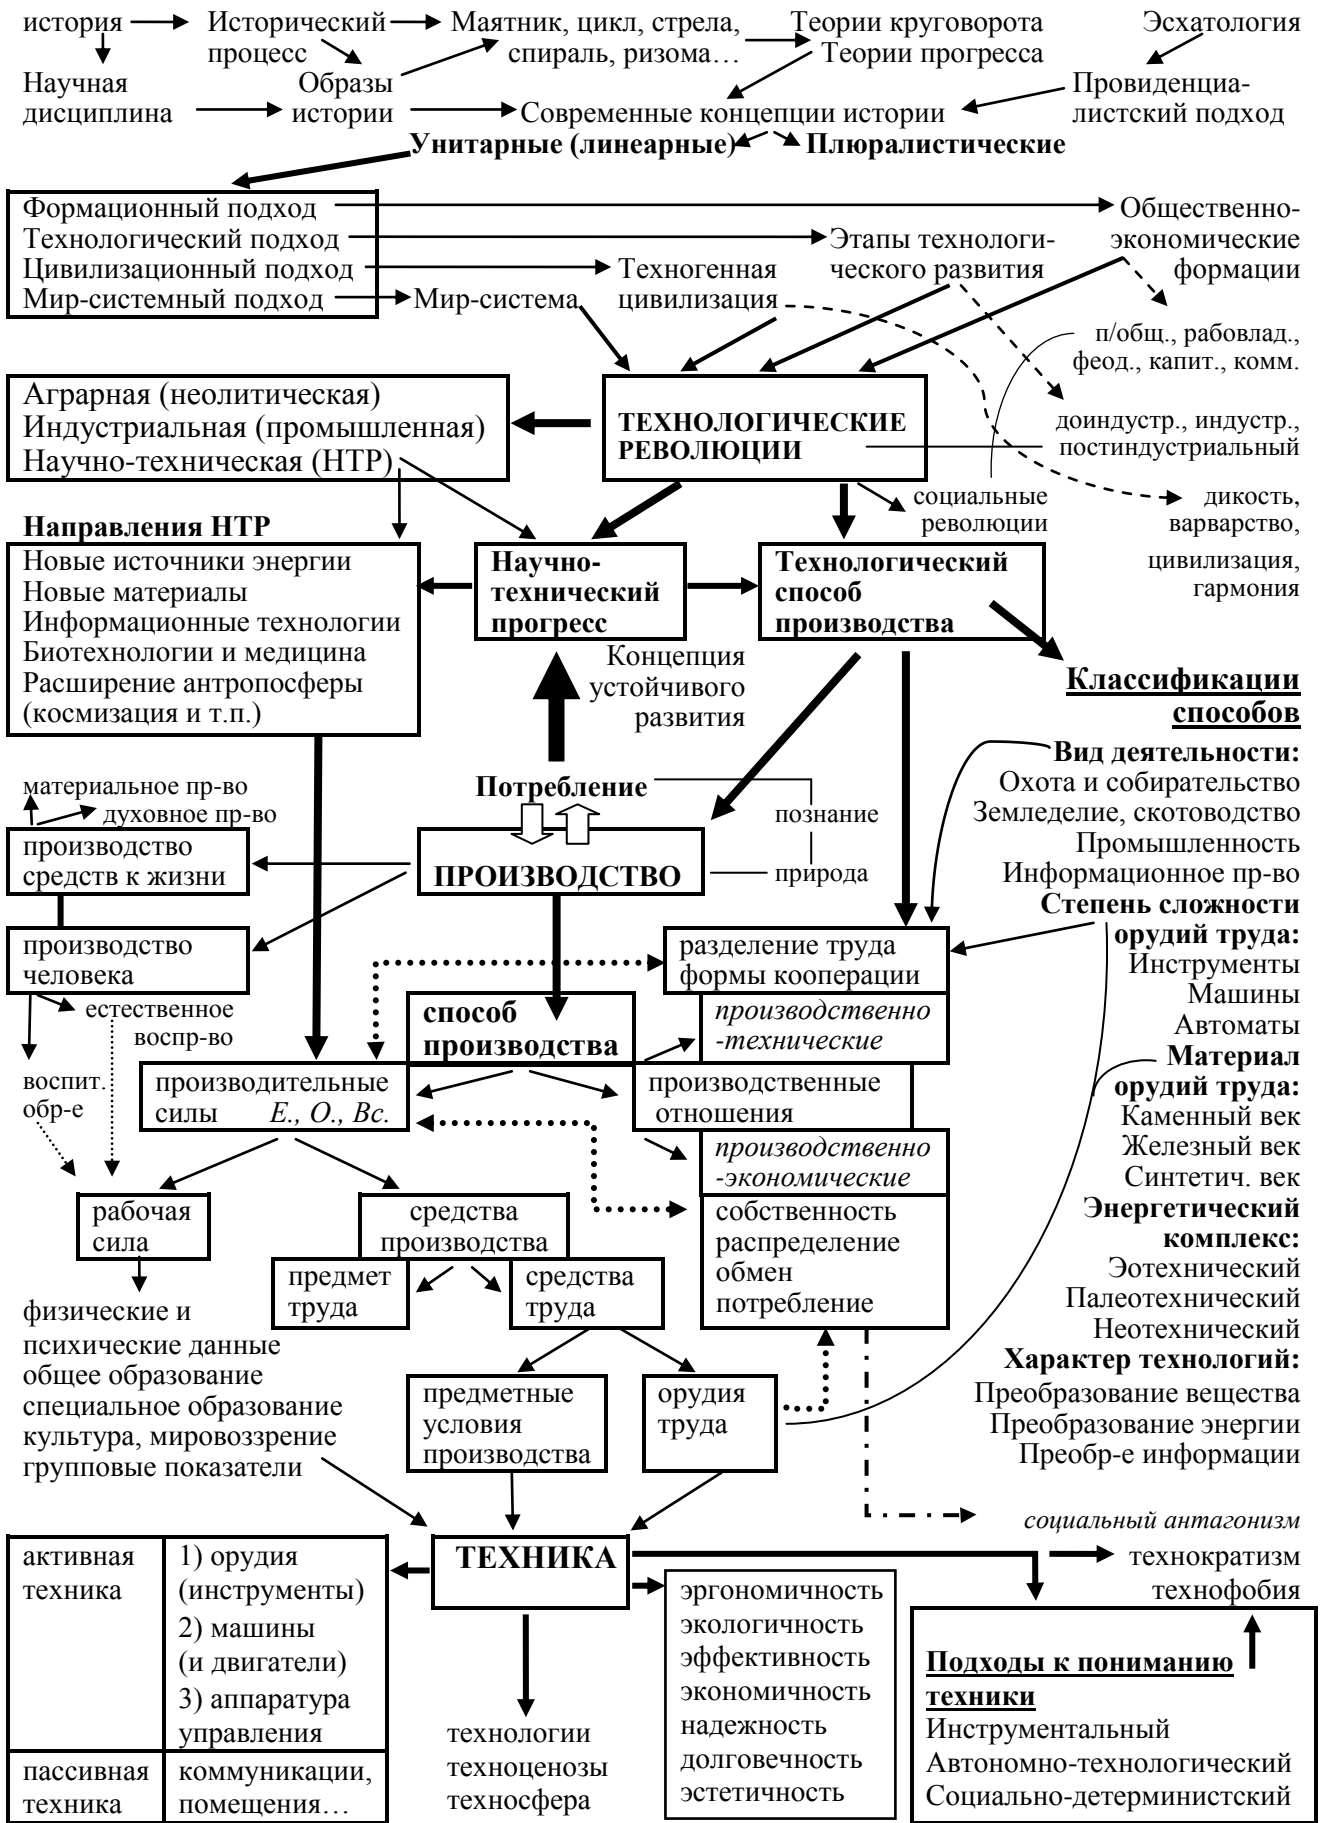 история
Исторический
процесс
Маятник, цикл, стрела,
спираль, ризома…
Теории круговорота
Теории прогресса
Эсхатология
Научная
дисциплина
Образы
истории
Современные концепции истории
Провиденциа-
листский подход
Унитарные (линеарные)
Плюралистические
Формационный подход
Технологический подход
Цивилизационный подход
Мир-системный подход
Мир-система
Техногенная
цивилизация
Этапы технологи-
ческого развития
Общественно-
экономические
формации
п/общ., рабовлад.,
феод., капит., комм.
Аграрная (неолитическая)
Индустриальная (промышленная)
Научно-техническая (НТР)
ТЕХНОЛОГИЧЕСКИЕ
РЕВОЛЮЦИИ
доиндустр., индустр.,
постиндустриальный
социальные
революции
дикость,
варварство,
цивилизация,
гармония
Направления НТР
Новые источники энергии
Новые материалы
Информационные технологии
Биотехнологии и медицина
Расширение антропосферы
(космизация и т.п.)
Научно-
технический
прогресс
Технологический
способ
производства
Концепция
устойчивого
развития
Классификации
способов
Вид деятельности:
Охота и собирательство
Земледелие, скотоводство
Промышленность
Информационное пр-во
Степень сложности
орудий труда:
Инструменты
Машины
Автоматы
Материал
орудий труда:
Каменный век
Железный век
Синтетич. век
Энергетический
комплекс:
Эотехнический
Палеотехнический
Неотехнический
Характер технологий:
Преобразование вещества
Преобразование энергии
Преобр-е информации
материальное пр-во
духовное пр-во
производство
средств к жизни
Потребление
ПРОИЗВОДСТВО
познание
природа
производство
человека
естественное
воспр-во
воспит.
обр-е
разделение труда
формы кооперации
способ
производства
производственно
-технические
производительные
силы Е., О., Вс.
производственные
отношения
производственно
-экономические
рабочая
сила
средства
производства
собственность
распределение
обмен
потребление
предмет
труда
средства
труда
физические и
психические данные
общее образование
специальное образование
культура, мировоззрение
групповые показатели
предметные
условия
производства
орудия
труда
социальный антагонизм
технократизм
технофобия
активная
техника
1) орудия
(инструменты)
2) машины
(и двигатели)
3) аппаратура
управления
пассивная
техника
коммуникации,
помещения…
ТЕХНИКА
технологии
техноценозы
техносфера
эргономичность
экологичность
эффективность
экономичность
надежность
долговечность
эстетичность
Подходы к пониманию
техники
Инструментальный
Автономно-технологический
Социально-детерминистский